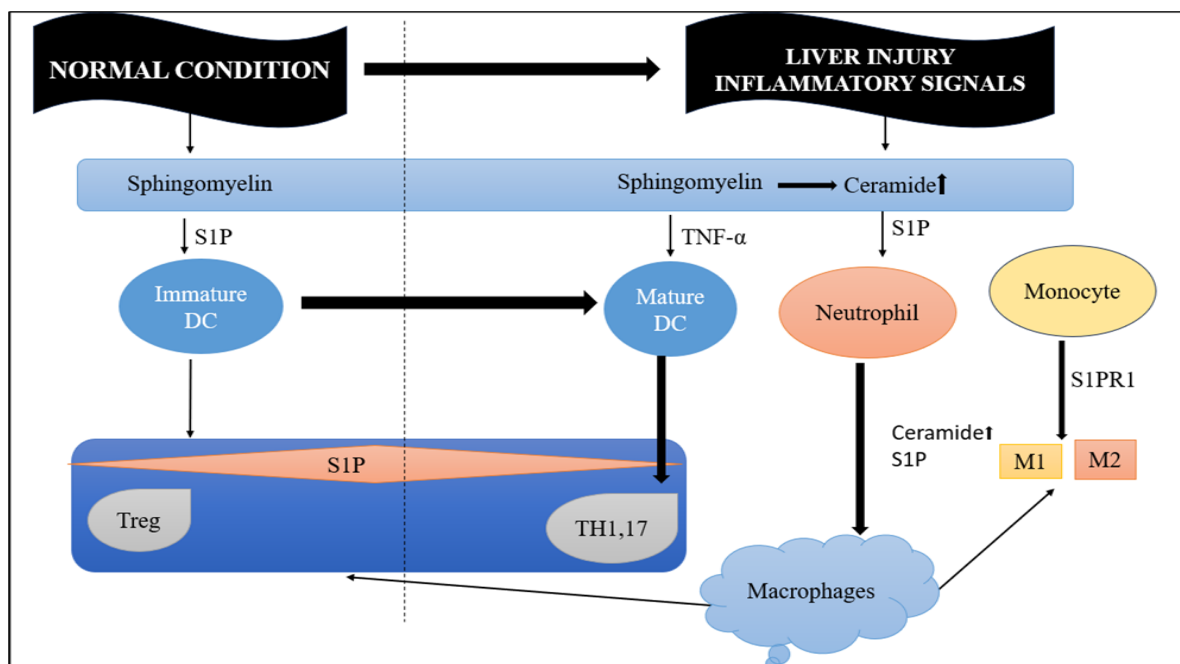 NORMAL CONDITION
LIVER INJURY
INFLAMMATORY SIGNALS
Sphingomyelin
Sphingomyelin
Ceramide⬆
S1P
TNF-α
S1P
Immature
DC
Mature
DC
Neutrophil
Monocyte
S1PR1
Ceramide⬆
S1P
M1
M2
S1P
Treg
TH1,17
Macrophages